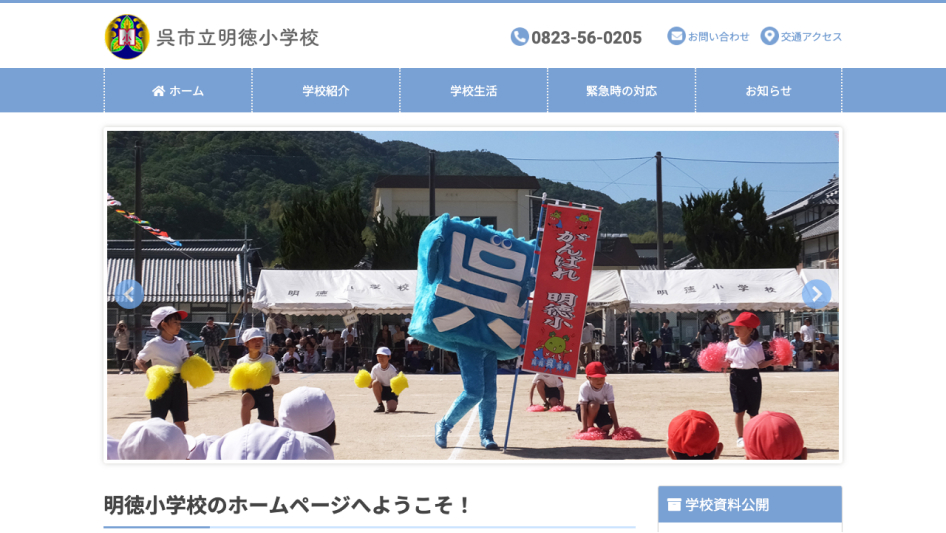 呉市立明徳小学校
0823-56-0205
お問い合わせ
交通アクセス
ホーム
学校紹介
学校生活
緊急時の対応
お知らせ
明徳小学校
呉
がんばれ 明徳小
明徳小学校
明徳小学校のホームページへようこそ！
学校資料公開